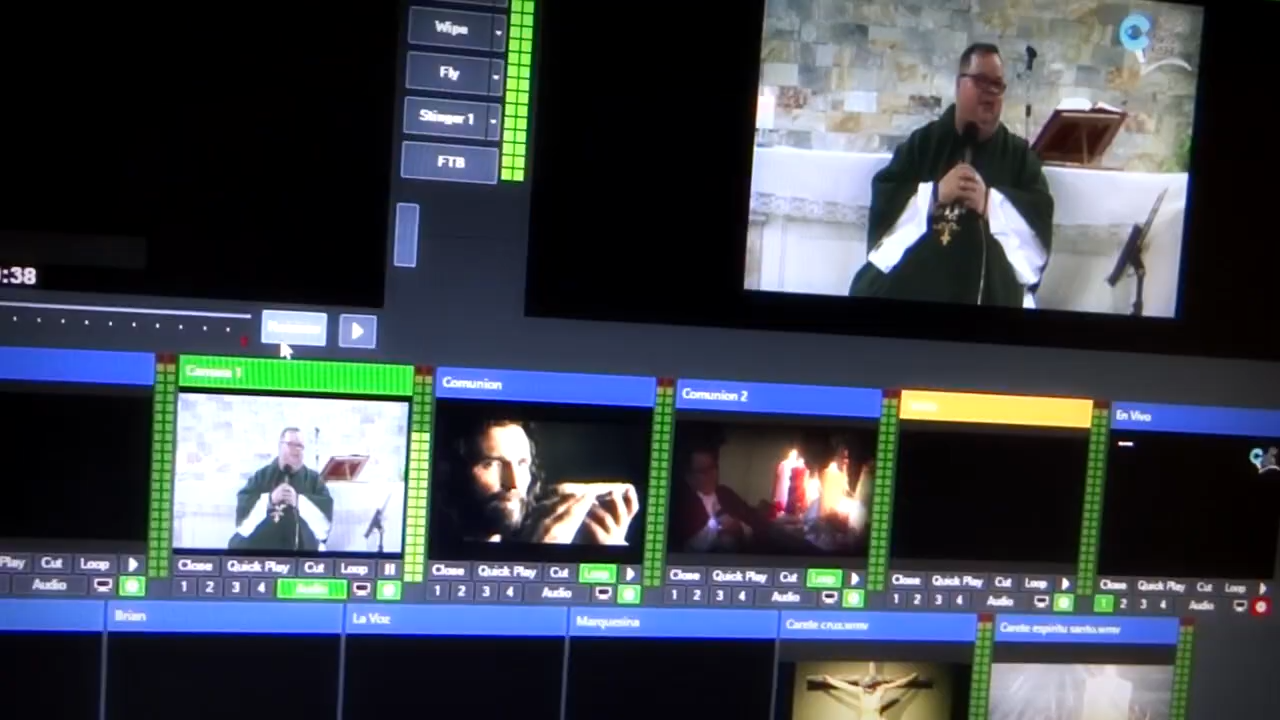 Wipe
Fly
Stinger 1
FTB
:38
Camara 1
Comunion
Comunion 2
En Vivo
Play Cut Loop
Close Quick Play Cut Loop
Close Quick Play Cut Loop
Close Quick Play Cut Loop
Close Quick Play Cut Loop
Close Quick Play Cut Loop
Audio
1 2 3 4 Audio
1 2 3 4 Audio
1 2 3 4 Audio
1 2 3 4 Audio
1 2 3 4 Audio
Brian
La Voz
Marquesina
Carete cruz.wmv
Carete espiritu santo.wmv